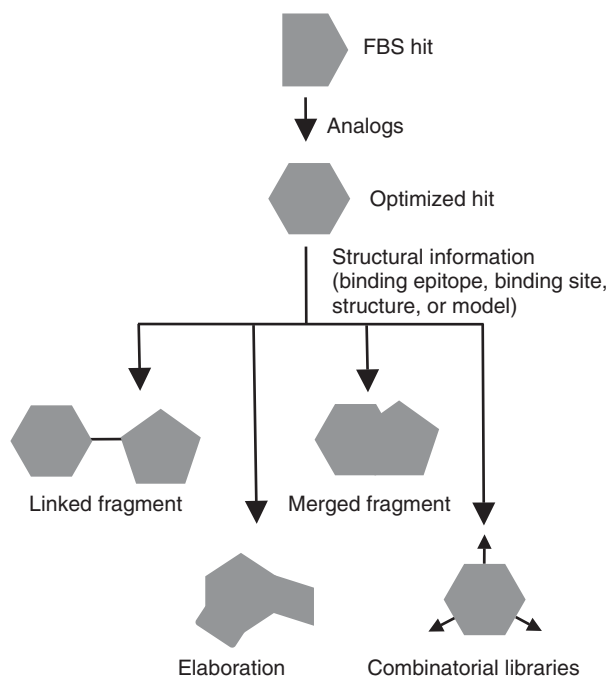 FBS hit
Analogs
Optimized hit
Structural information
(binding epitope, binding site,
structure, or model)
Linked fragment
Merged fragment
Elaboration
Combinatorial libraries